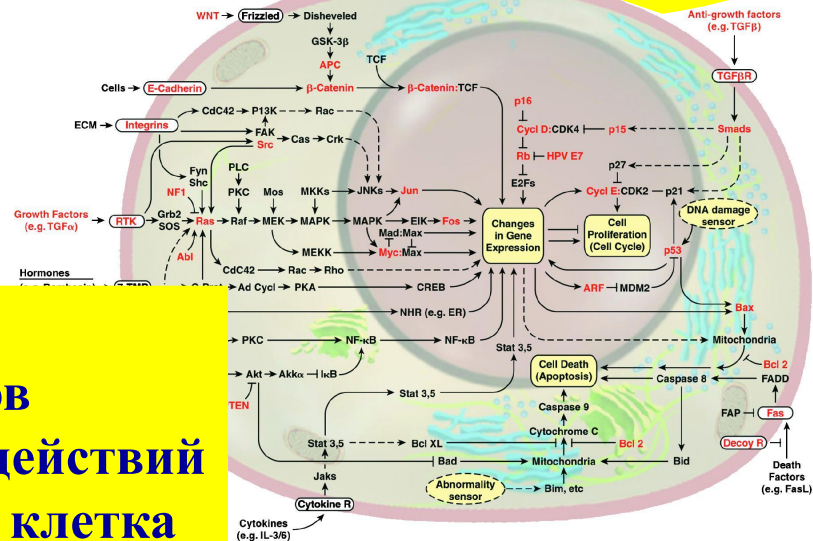 WNT Frizzied Disheveled
GSK-3β
APC
TCF
Cells E-Cadherin β-Catenin β-Catenin:TCF
Anti-growth factors
(e.g. TGFβ)
TGFβR
Smads
p16
Cycl D:CDK4 p15
Rb HPV E7
E2Fs
p27
Cycl E:CDK2 p21
CdC42 P13K Rac
ECM Integrins
FAK
Src Cas Crk
Fyn
Shc
PLC
NF1
PKC Mos MKKs JNKs Jun
Growth Factors
(e.g. TGFα)
RTK Grb2
SOS
Ras Raf MEK MAPK MAPK ElK Fos
Mad:Max
Abl
MEKK Myc:Max
CdC42 Rac Rho
Changes
in Gene
Expression
Cell
Proliferation
(Cell Cycle)
DNA damage
sensor
p53
Hormones
Ad Cycl PKA CREB
ARF MDM2
NHR (e.g. ER)
Bax
PKC NF-κB NF-κB
Stat 3,5
Mitochondria
Akt Akkα IκB
Cell Death
(Apoptosis)
Bcl 2
Caspase 8 FADD
TEN
Stat 3,5
Caspase 9
FAP Fas
Cytochrome C
Stat 3,5 Bcl XL Bcl 2
Decoy R
Bad Mitochondria Bid
Death
Factors
(e.g. FasL)
Jaks
Abnormality
sensor
Bim, etc
Cytokine R
Cytokines
(e.g. IL-3/6)
ов
действий
клетка